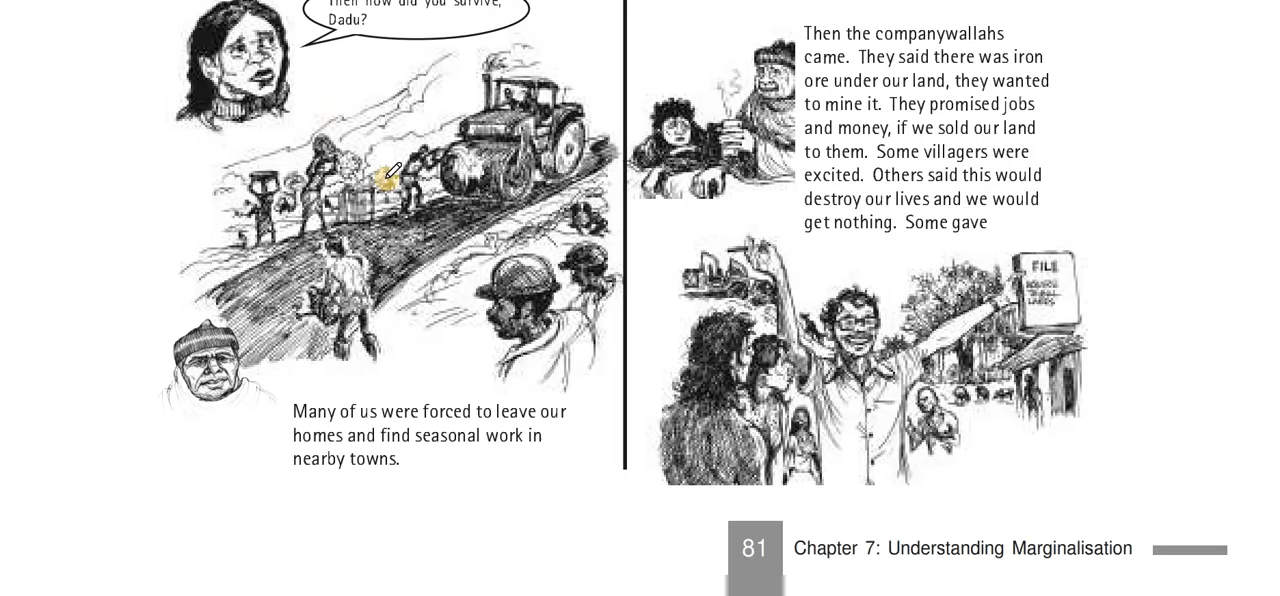 Then how did you survive,
Dadu?
Many of us were forced to leave our
homes and find seasonal work in
nearby towns.
Then the companywallahs
came. They said there was iron
ore under our land, they wanted
to mine it. They promised jobs
and money, if we sold our land
to them. Some villagers were
excited. Others said this would
destroy our lives and we would
get nothing. Some gave
FILE
81 Chapter 7: Understanding Marginalisation